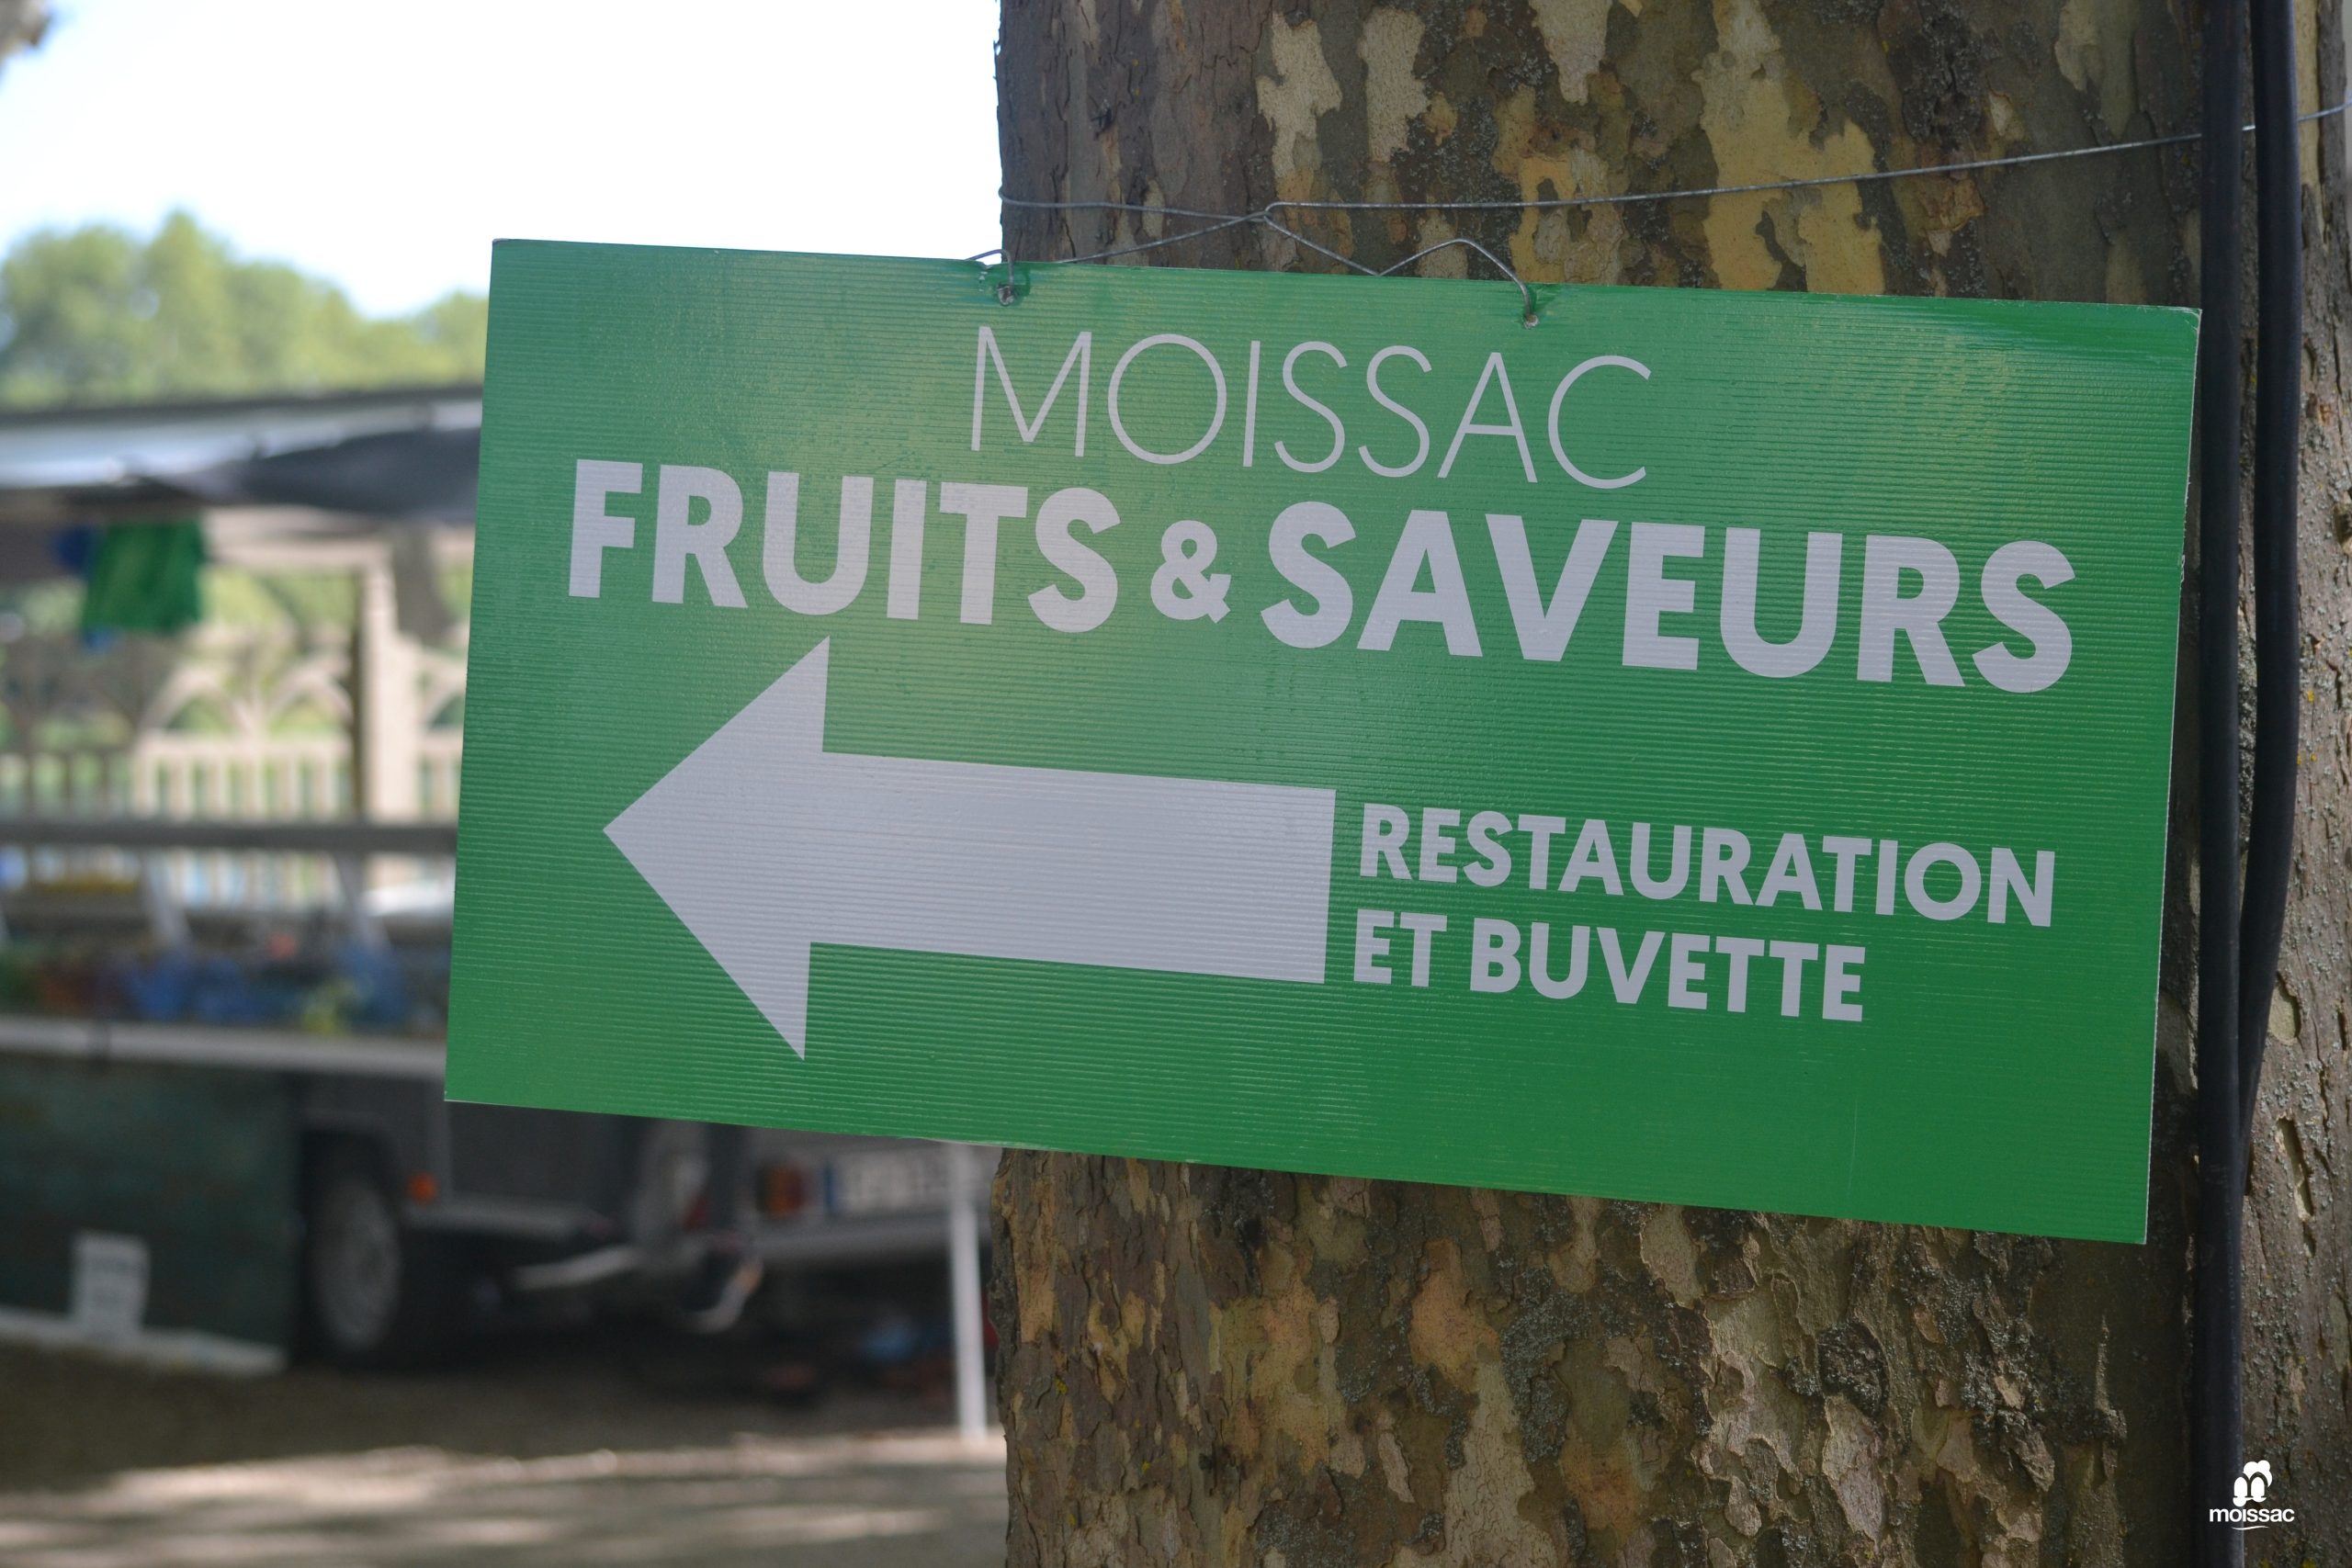 MOISSAC
FRUITS & SAVEURS
RESTAURATION
ET BUVETTE
moissac